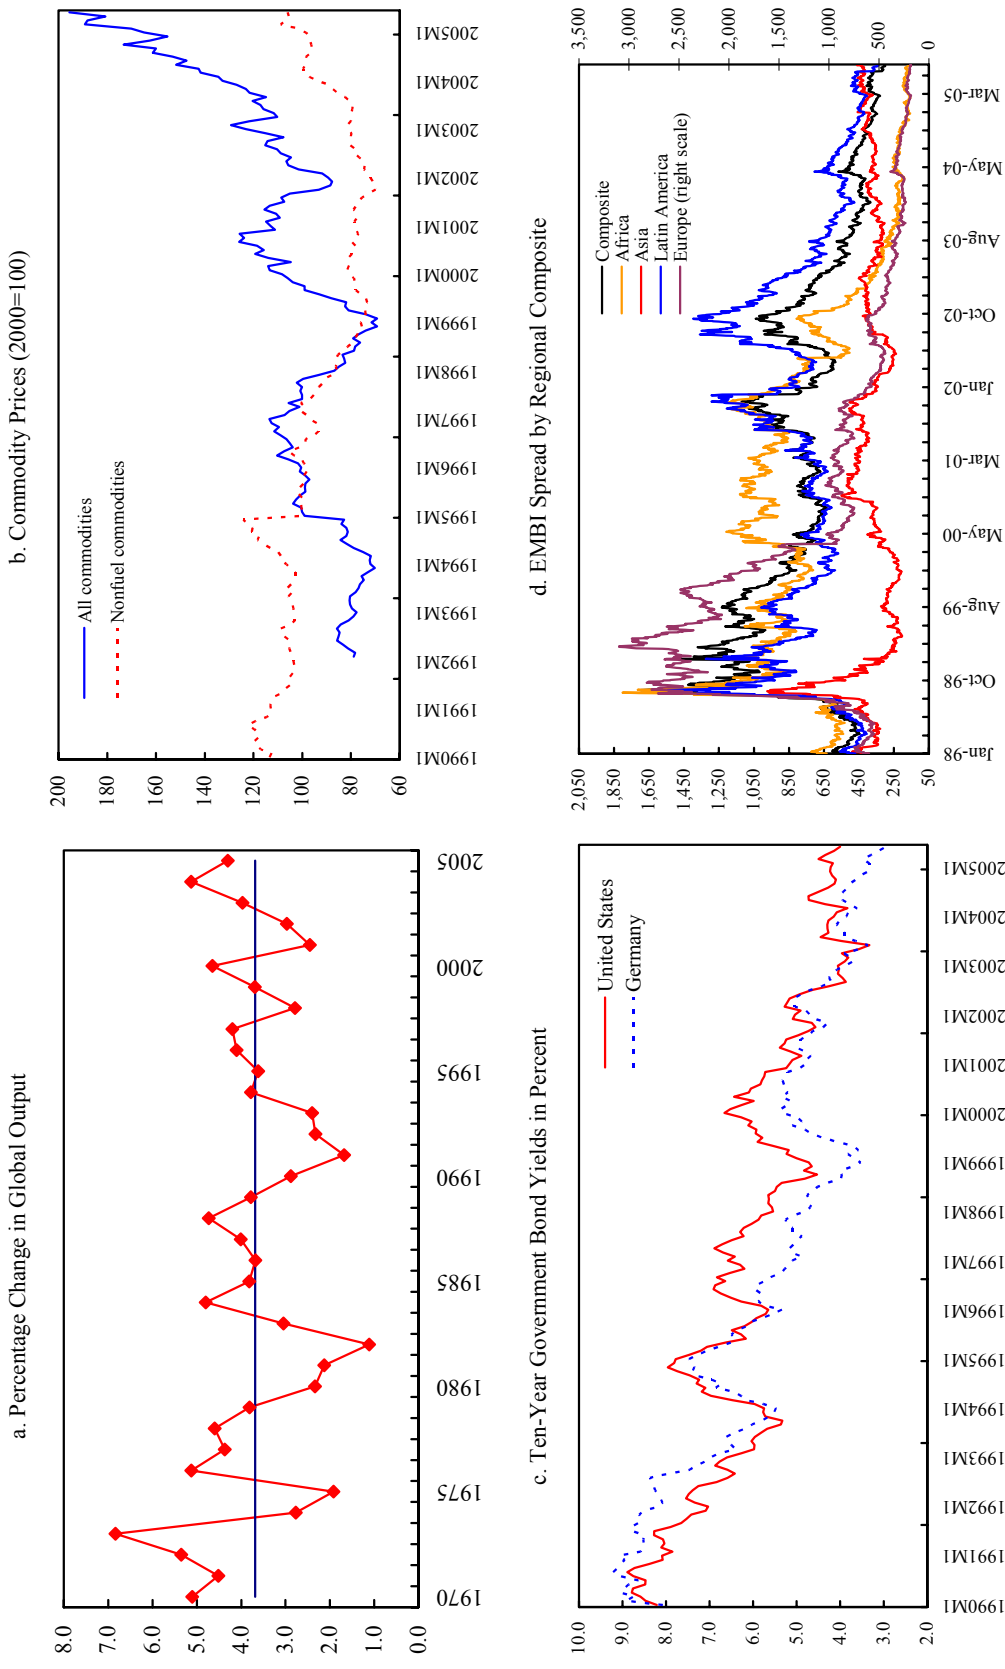 a. Percentage Change in Global Output
8.0
7.0
6.0
5.0
4.0
3.0
2.0
1.0
0.0
1970
1975
1980
1985
1990
1995
2000
2005
b. Commodity Prices (2000=100)
200
180
160
140
120
100
80
60
All commodities
Nonfuel commodities
1990M1
1991M1
1992M1
1993M1
1994M1
1995M1
1996M1
1997M1
1998M1
1999M1
2000M1
2001M1
2002M1
2003M1
2004M1
2005M1
c. Ten-Year Government Bond Yields in Percent
10.0
9.0
8.0
7.0
6.0
5.0
4.0
3.0
2.0
United States
Germany
1990M1
1991M1
1992M1
1993M1
1994M1
1995M1
1996M1
1997M1
1998M1
1999M1
2000M1
2001M1
2002M1
2003M1
2004M1
2005M1
d. EMBI Spread by Regional Composite
2,050
1,850
1,650
1,450
1,250
1,050
850
650
450
250
50
Composite
Africa
Asia
Latin America
Europe (right scale)
3,500
3,000
2,500
2,000
1,500
1,000
500
0
Jan-98
Oct-98
Aug-99
May-00
Mar-01
Jan-02
Oct-02
Aug-03
May-04
Mar-05